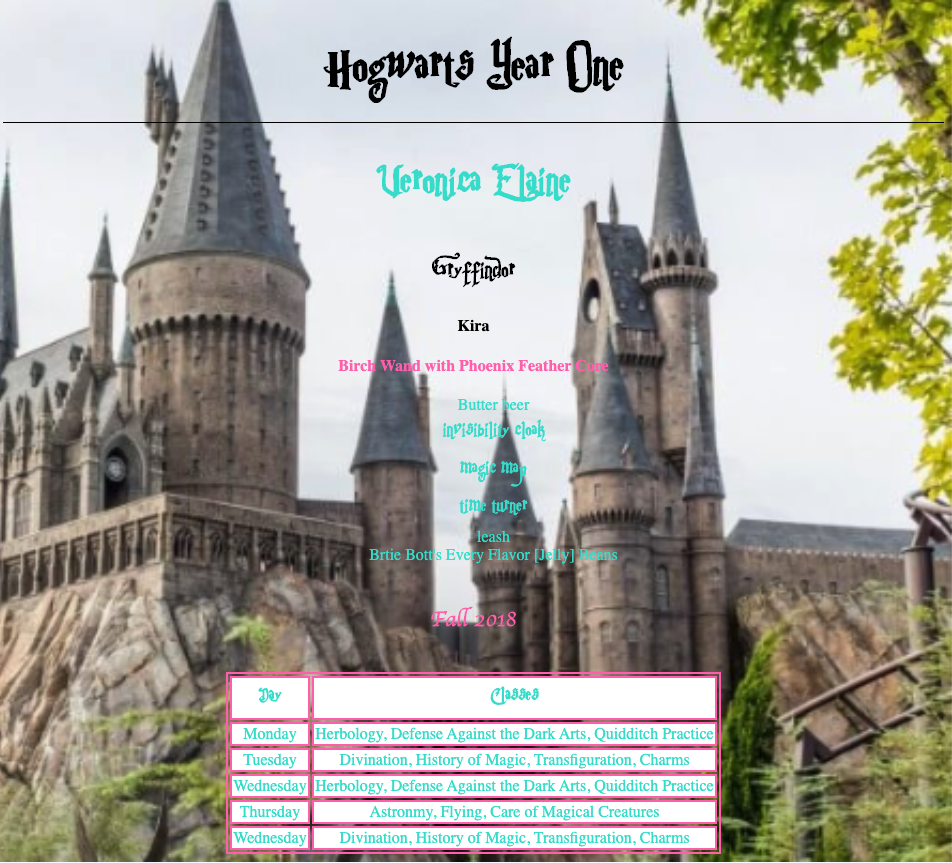 Hogwarts Year One
Veronica Elaine
Gryffindor
Kira
Birch Wand with Phoenix Feather Core
Butter beer
invisibility cloak
magic map
time turner
leash
Brtie Bott's Every Flavor [Jelly] Beans
Fall 2018
Day Classes
Monday Herbology, Defense Against the Dark Arts, Quidditch Practice
Tuesday Divination, History of Magic, Transfiguration, Charms
Wednesday Herbology, Defense Against the Dark Arts, Quidditch Practice
Thursday Astronmy, Flying, Care of Magical Creatures
Wednesday Divination, History of Magic, Transfiguration, Charms